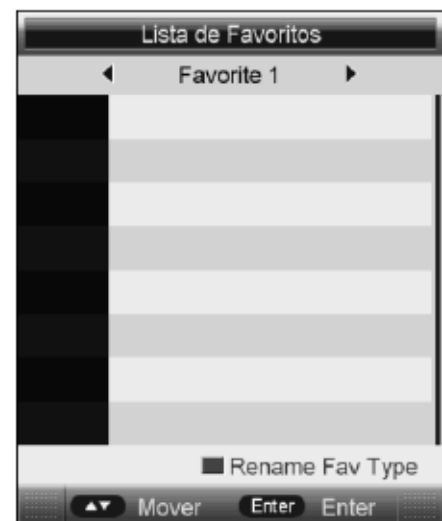 Lista de Favoritos
Favorite 1
Rename Fav Type
Mover Enter Enter